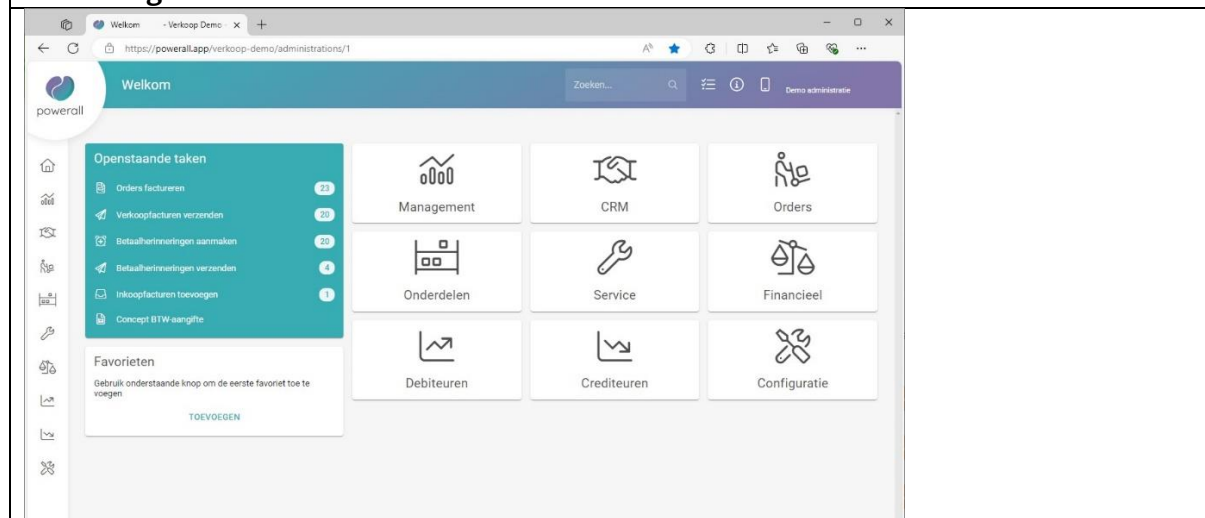 Welkom - Verkoop Demo
https://powerall.app/verkoop-demo/administrations/1
powerall
Welkom
Zoeken...
Demo administratie
Openstaande taken
Orders factureren 23
Verkoopfacturen verzenden 20
Betaalherinneringen aanmaken 20
Betaalherinneringen verzenden 4
Inkoopfacturen toevoegen 1
Concept BTW-aangifte
Favorieten
Gebruik onderstaande knop om de eerste favoriet toe te
voegen
TOEVOEGEN
Management
CRM
Orders
Onderdelen
Service
Financieel
Debiteuren
Crediteuren
Configuratie